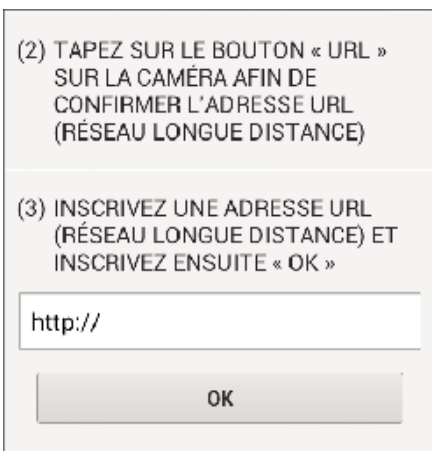 (2) TAPEZ SUR LE BOUTON « URL »
SUR LA CAMÉRA AFIN DE
CONFIRMER L'ADRESSE URL
(RÉSEAU LONGUE DISTANCE)
(3) INSCRIVEZ UNE ADRESSE URL
(RÉSEAU LONGUE DISTANCE) ET
INSCRIVEZ ENSUITE « OK »
http://
OK